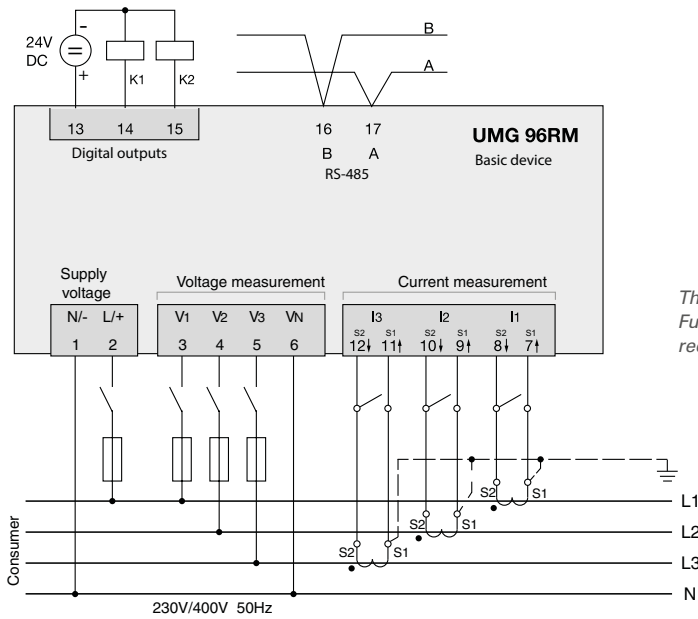 24V
DC
-
+
K1
K2
B
A
13 14 15
Digital outputs
16 17
B A
RS-485
UMG 96RM
Basic device
Supply
voltage
Voltage measurement
Current measurement
N/- L/+
V1 V2 V3 VN
I3 I2 I1
S2 S1 S2 S1 S2 S1
1 2 3 4 5 6 12 11 10 9 8 7
S2 S1
L1
S2 S1
L2
S2 S1
L3
N
Consumer
230V/400V 50Hz